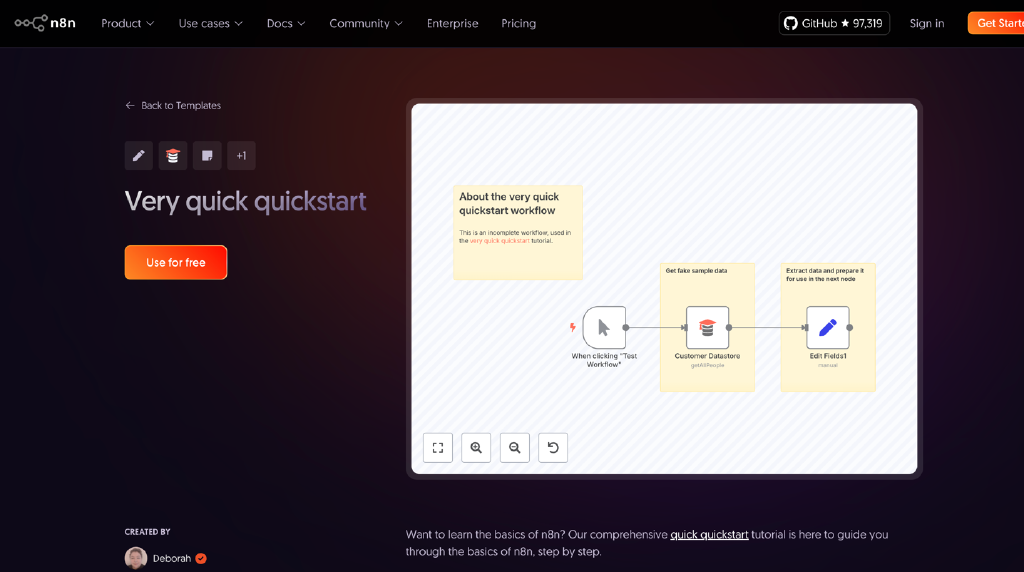 n8n
Product
Use cases
Docs
Community
Enterprise
Pricing
GitHub ★ 97,319
Sign in
Get Starte
← Back to Templates
+1
Very quick quickstart
Use for free
About the very quick
quickstart workflow
This is an incomplete workflow, used in
the very quick quickstart tutorial.
Get fake sample data
Extract data and prepare it
for use in the next node
When clicking "Test
Workflow"
Customer Datastore
getAllPeople
Edit Fields1
manual
CREATED BY
Deborah
Want to learn the basics of n8n? Our comprehensive quick quickstart tutorial is here to guide you
through the basics of n8n, step by step.